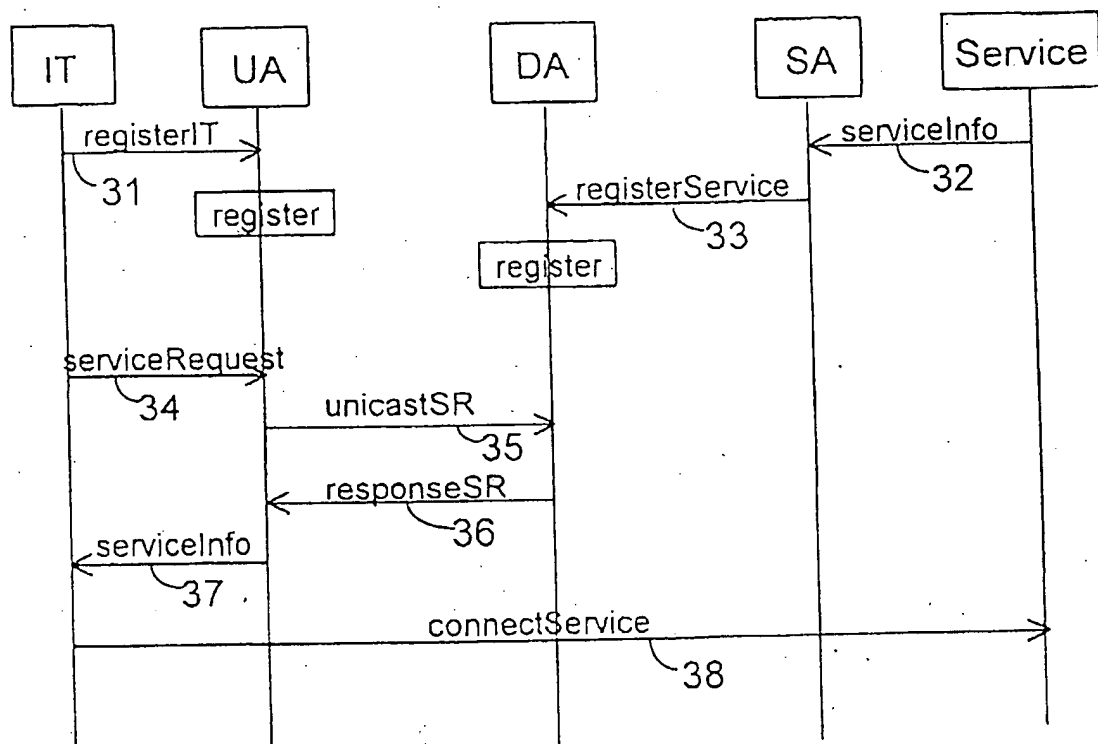 IT
UA
DA
SA
Service
registerIT
31
serviceInfo
32
register
registerService
33
register
serviceRequest
34
unicastSR
35
responseSR
36
serviceInfo
37
connectService
38